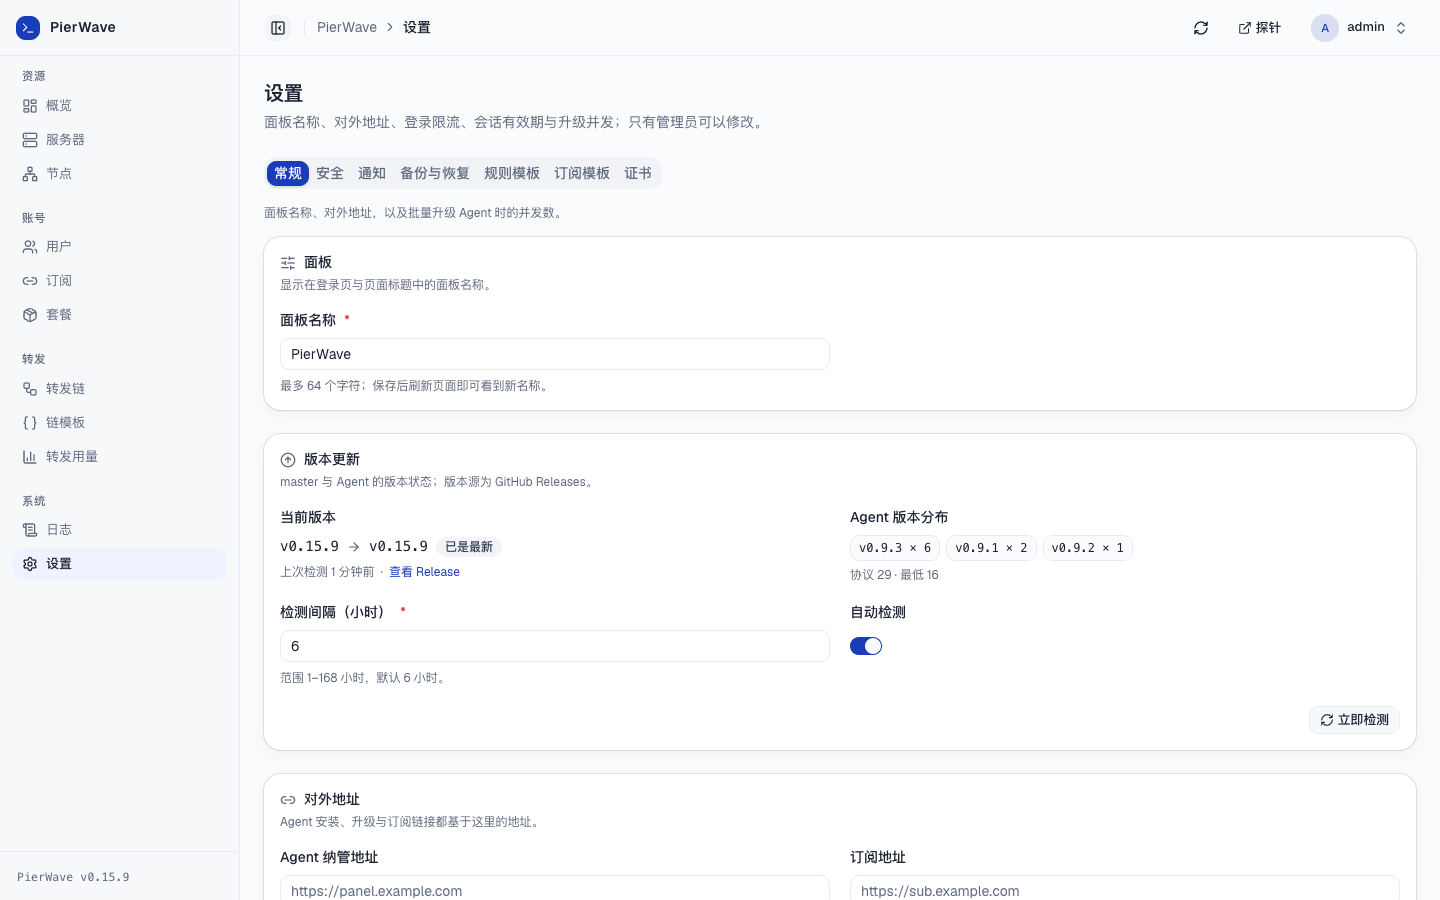 PierWave
资源
概览
服务器
节点
账号
用户
订阅
套餐
转发
转发链
链模板
转发用量
系统
日志
设置
PierWave v0.15.9
PierWave > 设置
探针
A admin
设置
面板名称、对外地址、登录限流、会话有效期与升级并发；只有管理员可以修改。
常规 安全 通知 备份与恢复 规则模板 订阅模板 证书
面板名称、对外地址，以及批量升级 Agent 时的并发数。
面板
显示在登录页与页面标题中的面板名称。
面板名称 *
PierWave
最多 64 个字符；保存后刷新页面即可看到新名称。
版本更新
master 与 Agent 的版本状态；版本源为 GitHub Releases。
当前版本
v0.15.9 → v0.15.9 已是最新
上次检测 1 分钟前 · 查看 Release
Agent 版本分布
v0.9.3 × 6 v0.9.1 × 2 v0.9.2 × 1
协议 29 · 最低 16
检测间隔（小时） *
6
范围 1–168 小时，默认 6 小时。
自动检测
立即检测
对外地址
Agent 安装、升级与订阅链接都基于这里的地址。
Agent 纳管地址
https://panel.example.com
订阅地址
https://sub.example.com